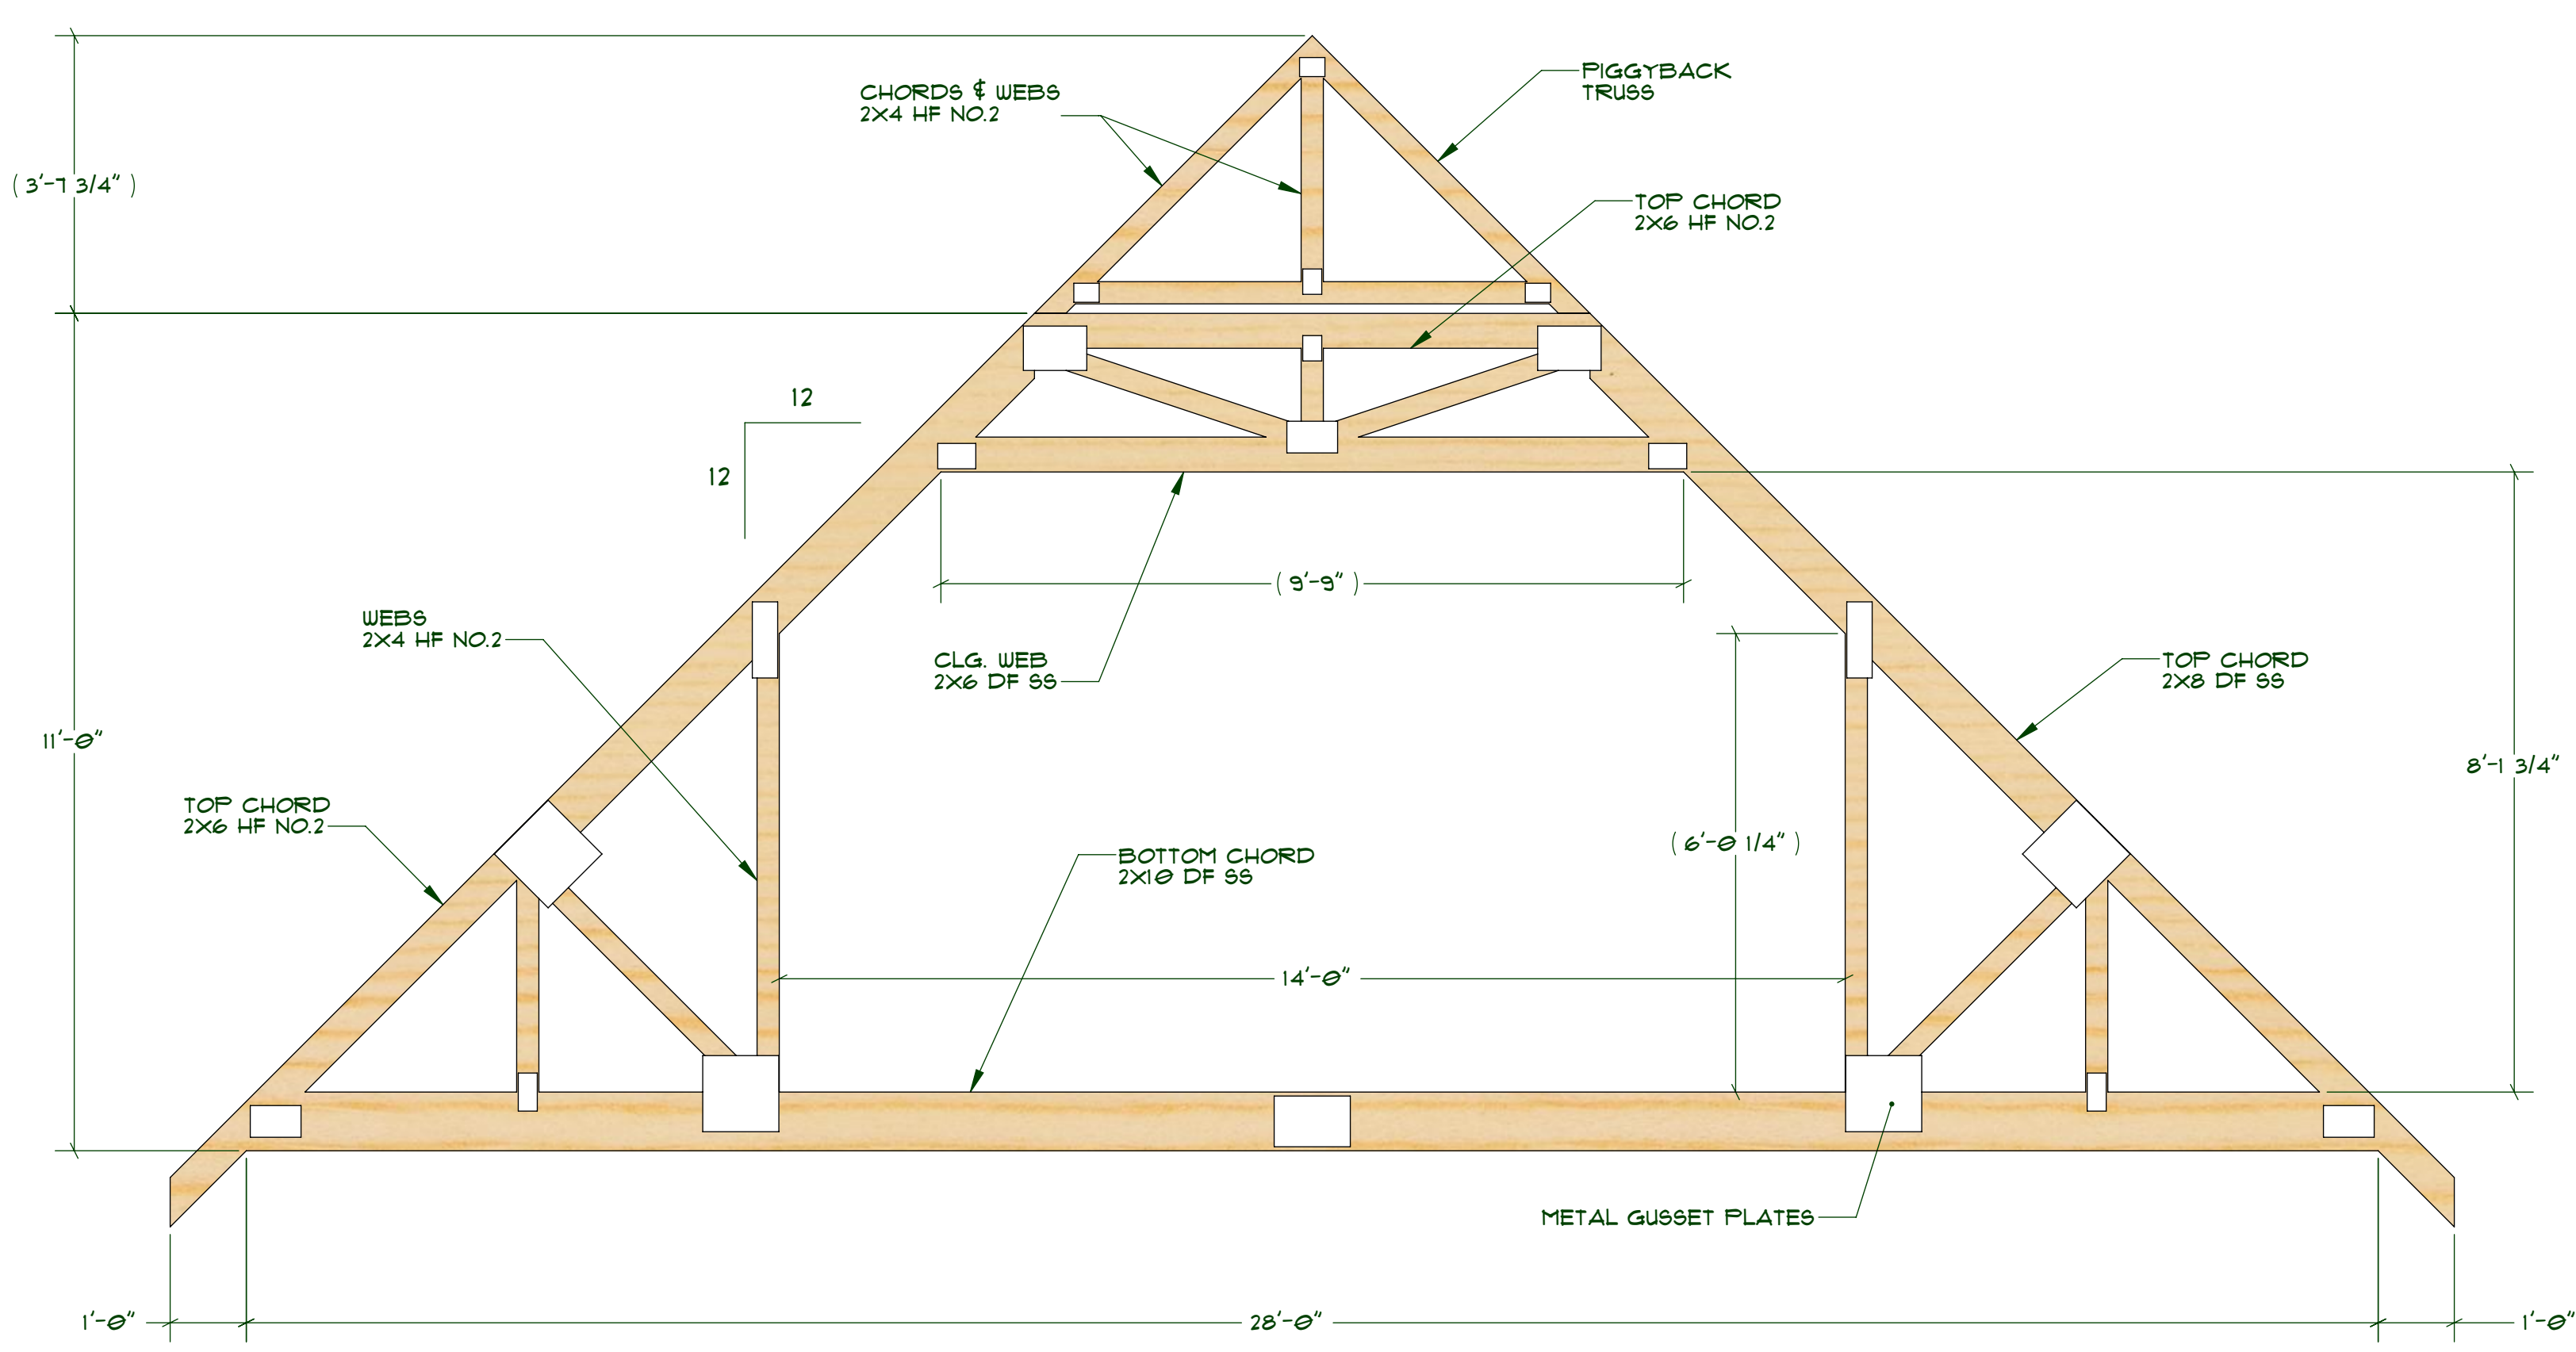 PIGGYBACK
TRUSS
CHORDS & WEBS
2X4 HF NO.2
( 3'-7 3/4" )
TOP CHORD
2X6 HF NO.2
12
12
( 9'-9" )
WEBS
2X4 HF NO.2
CLG. WEB
2X6 DF SS
TOP CHORD
2X8 DF SS
11'-0"
8'-1 3/4"
TOP CHORD
2X6 HF NO.2
( 6'-0 1/4" )
BOTTOM CHORD
2X10 DF SS
14'-0"
METAL GUSSET PLATES
1'-0"
28'-0"
1'-0"